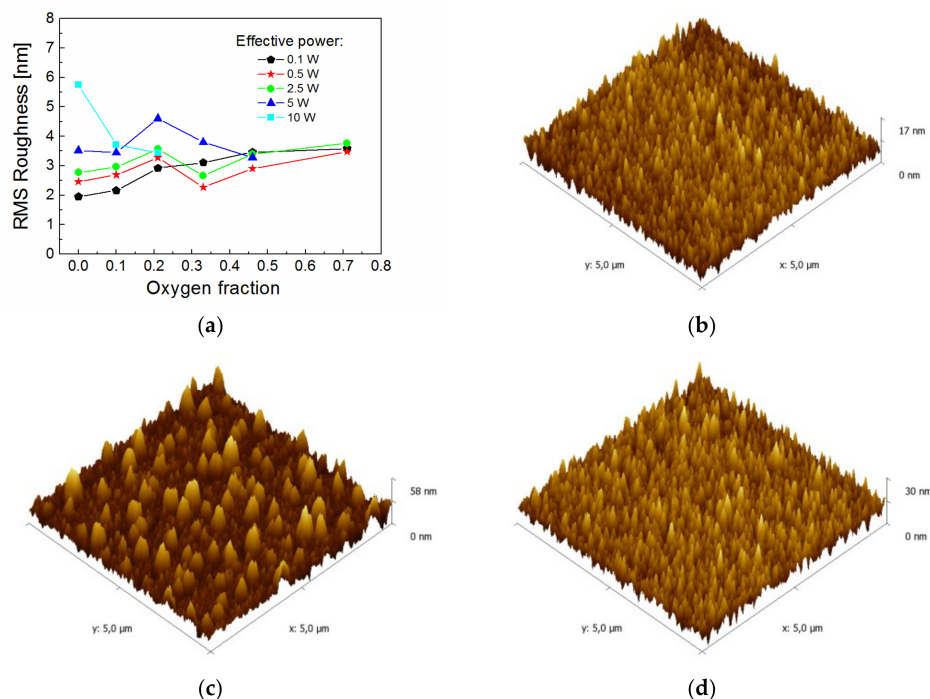 8
7
6
5
4
3
2
1
0
RMS Roughness [nm]
Effective power:
0.1 W
0.5 W
2.5 W
5 W
10 W
0.0 0.1 0.2 0.3 0.4 0.5 0.6 0.7 0.8
Oxygen fraction
(a)
17 nm
0 nm
y: 5,0 µm
x: 5,0 µm
(b)
58 nm
0 nm
y: 5,0 µm
x: 5,0 µm
(c)
30 nm
0 nm
y: 5,0 µm
x: 5,0 µm
(d)